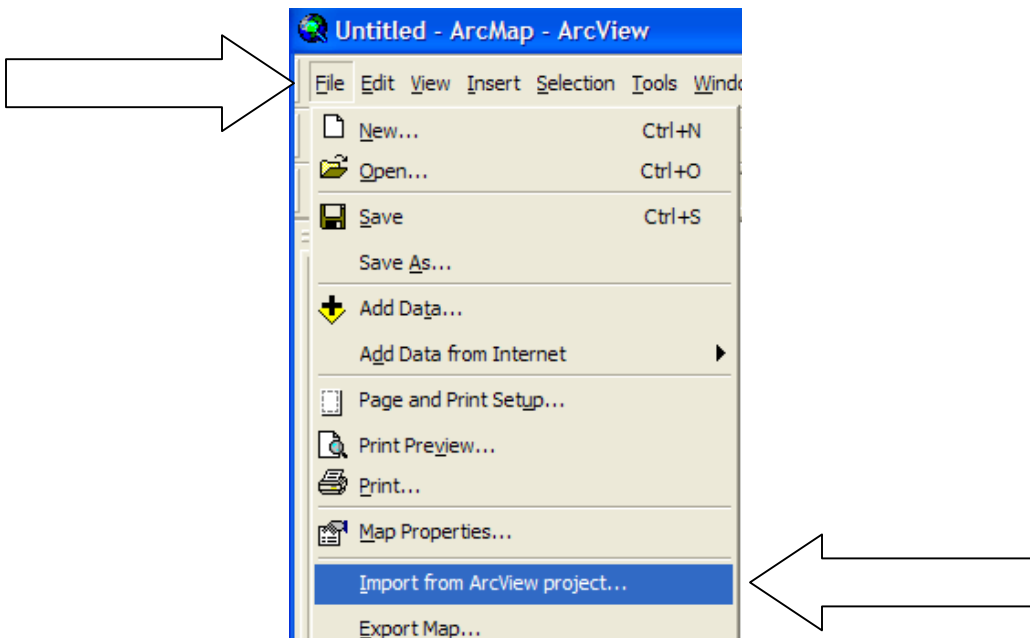 Untitled - ArcMap - ArcView
File Edit View Insert Selection Tools
New... Ctrl+N
Open... Ctrl+O
Save Ctrl+S
Save As...
Add Data...
Add Data from Internet
Page and Print Setup...
Print Preview...
Print...
Map Properties...
Import from ArcView project...
Export Map...